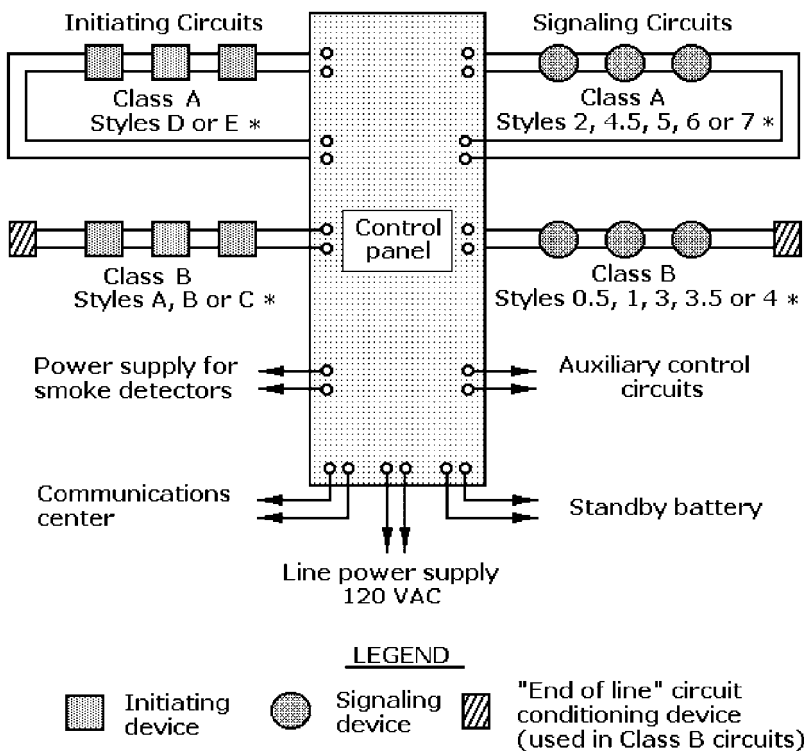 Initiating Circuits
Signaling Circuits
Class A
Styles D or E *
Class A
Styles 2, 4.5, 5, 6 or 7 *
Control
panel
Class B
Styles A, B or C *
Class B
Styles 0.5, 1, 3, 3.5 or 4 *
Power supply for
smoke detectors
Auxiliary control
circuits
Communications
center
Standby battery
Line power supply
120 VAC
LEGEND
Initiating
device
Signaling
device
"End of line" circuit
conditioning device
(used in Class B circuits)